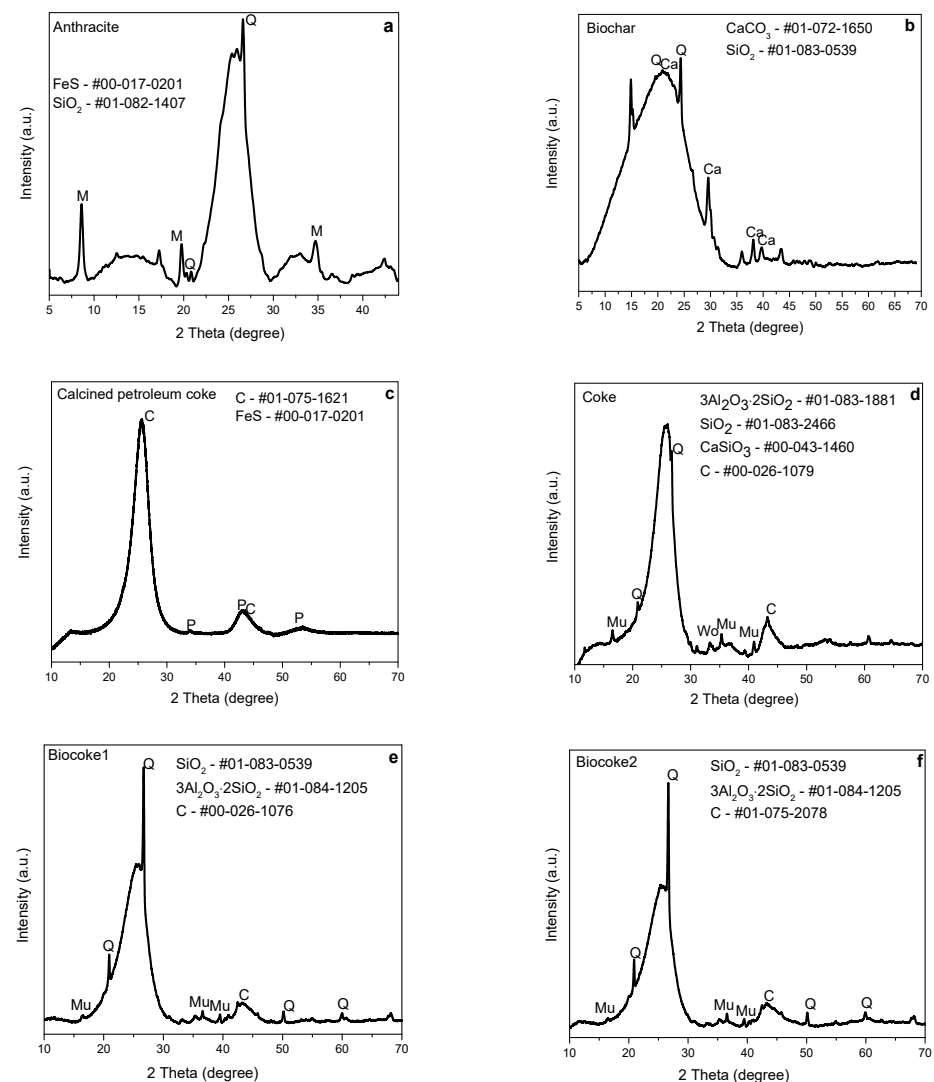 Anthracite
a
FeS - #00-017-0201
SiO₂ - #01-082-1407
M
M
Q
Q
M
Intensity (a.u.)
5 10 15 20 25 30 35 40
2 Theta (degree)
Biochar
b
CaCO₃ - #01-072-1650
SiO₂ - #01-083-0539
Q
Ca
Q
Ca
Ca
Ca
Intensity (a.u.)
5 10 15 20 25 30 35 40 45 50 55 60 65 70
2 Theta (degree)
Calcined petroleum coke
c
C - #01-075-1621
FeS - #00-017-0201
C
P
P
C
P
Intensity (a.u.)
10 20 30 40 50 60 70
2 Theta (degree)
Coke
d
3Al₂O₃·2SiO₂ - #01-083-1881
SiO₂ - #01-083-2466
CaSiO₃ - #00-043-1460
C - #00-026-1079
Mu
Q
Q
Wo
Mu
Mu
C
Intensity (a.u.)
10 20 30 40 50 60 70
2 Theta (degree)
Biocoke1
e
SiO₂ - #01-083-0539
3Al₂O₃·2SiO₂ - #01-084-1205
C - #00-026-1076
Mu
Q
Q
Mu
Mu
C
Q
Q
Intensity (a.u.)
10 20 30 40 50 60 70
2 Theta (degree)
Biocoke2
f
SiO₂ - #01-083-0539
3Al₂O₃·2SiO₂ - #01-084-1205
C - #01-075-2078
Mu
Q
Q
Mu
Mu
C
Q
Q
Intensity (a.u.)
10 20 30 40 50 60 70
2 Theta (degree)